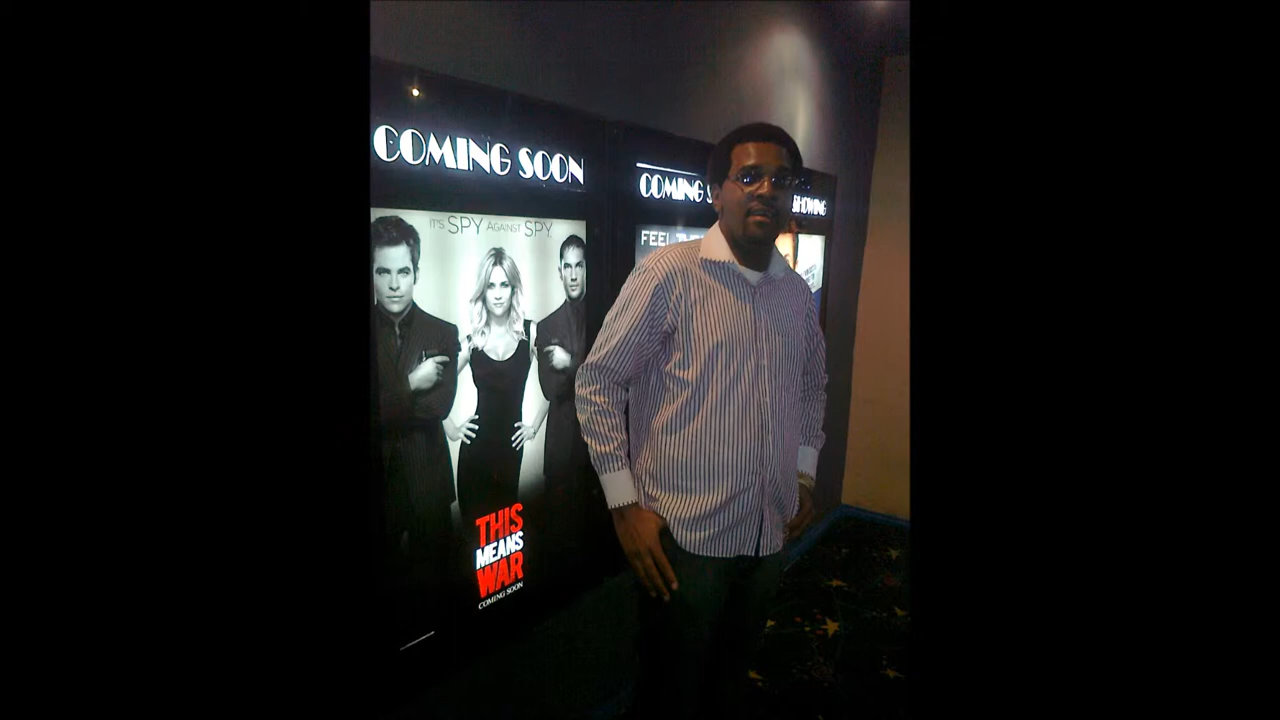 COMING SOON
IT'S SPY AGAINST SPY
THIS
MEANS
WAR
COMING SOON
COMING S
FEEL
SHOWING